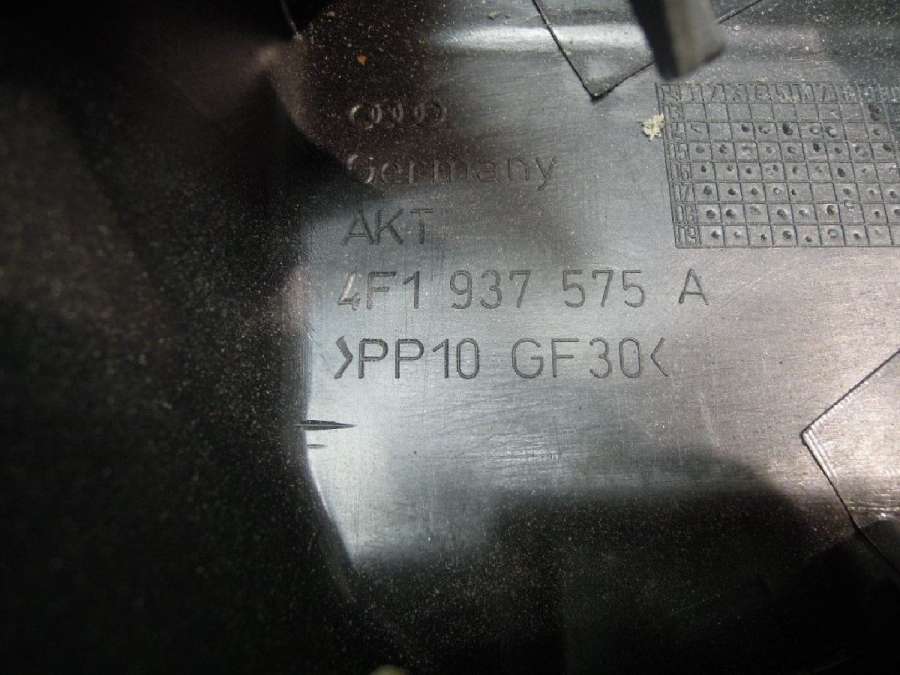 Germany
AKT
4F1 937 575 A
>PP10 GF30<